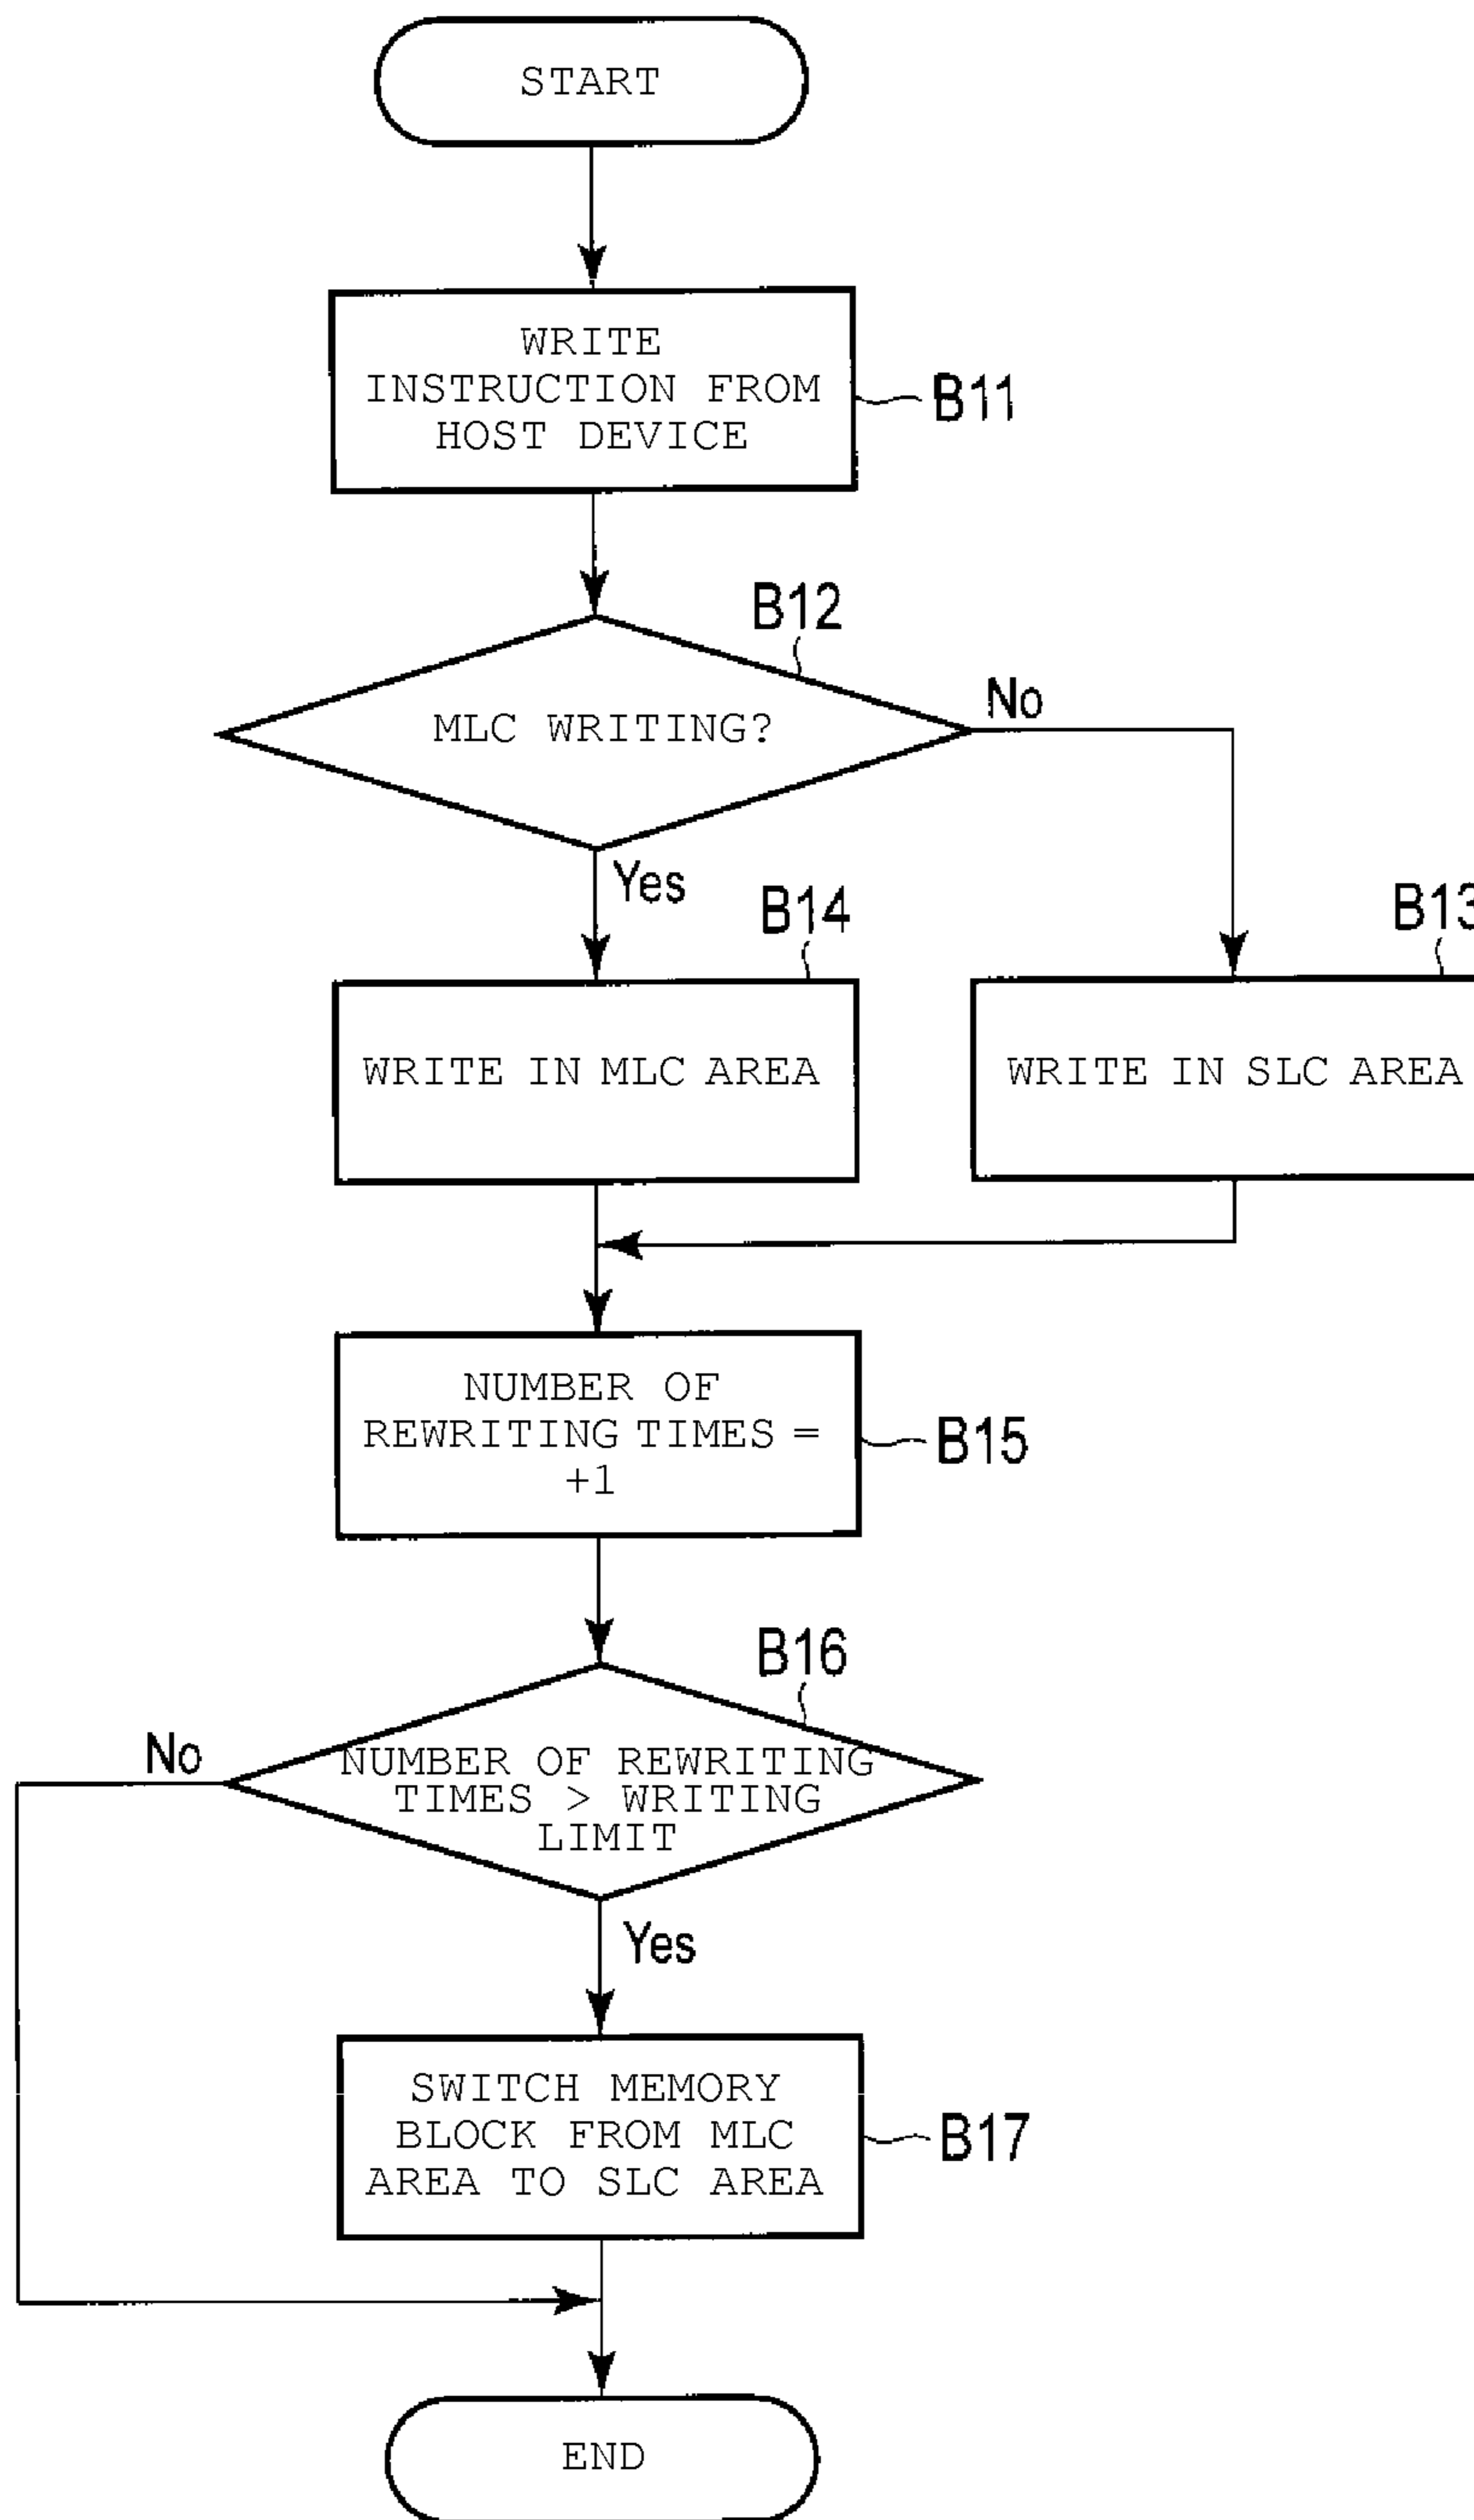 START
WRITE
INSTRUCTION FROM
HOST DEVICE
B11
B12
MLC WRITING?
No
Yes
B14
B13
WRITE IN MLC AREA
WRITE IN SLC AREA
NUMBER OF
REWRITING TIMES =
+1
B15
B16
No
NUMBER OF REWRITING
TIMES > WRITING
LIMIT
Yes
SWITCH MEMORY
BLOCK FROM MLC
AREA TO SLC AREA
B17
END